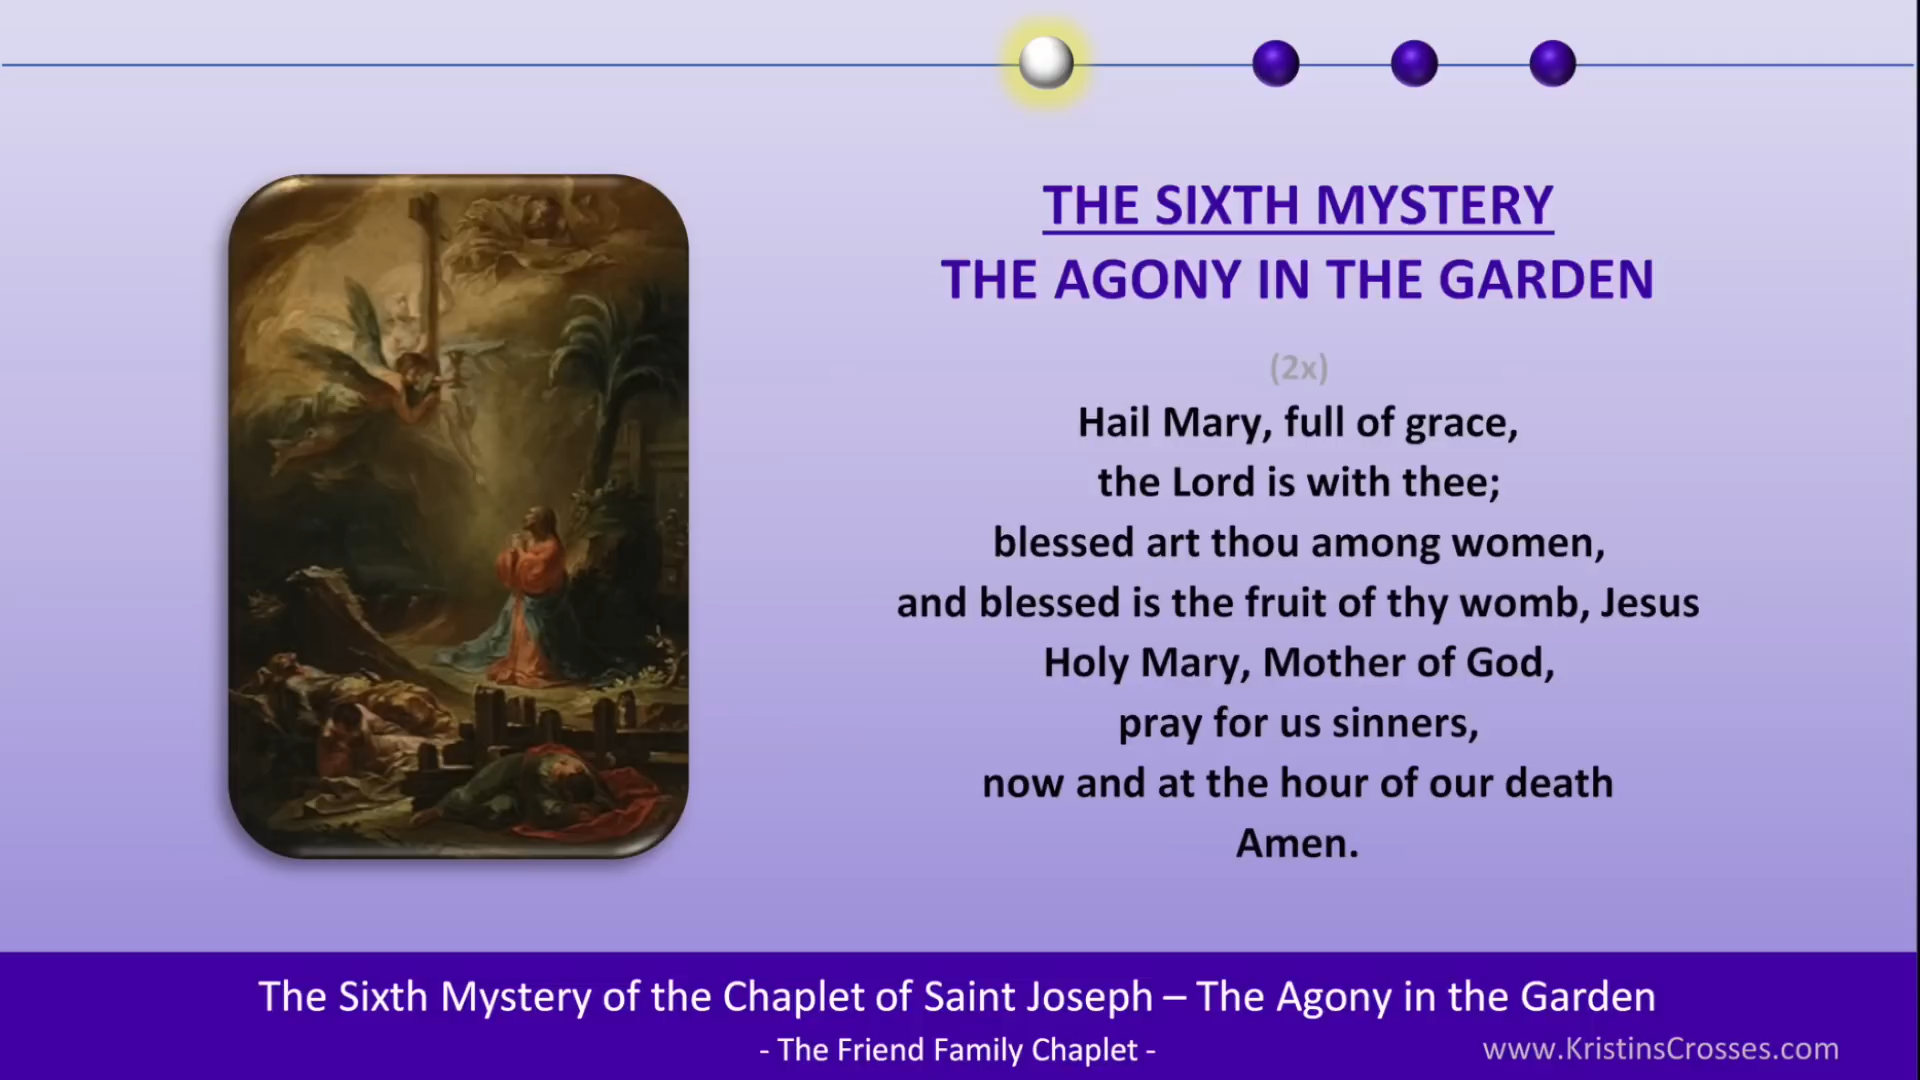 THE SIXTH MYSTERY
THE AGONY IN THE GARDEN
(2x)
Hail Mary, full of grace,
the Lord is with thee;
blessed art thou among women,
and blessed is the fruit of thy womb, Jesus
Holy Mary, Mother of God,
pray for us sinners,
now and at the hour of our death
Amen.
The Sixth Mystery of the Chaplet of Saint Joseph – The Agony in the Garden
- The Friend Family Chaplet -
www.KristinsCrosses.com